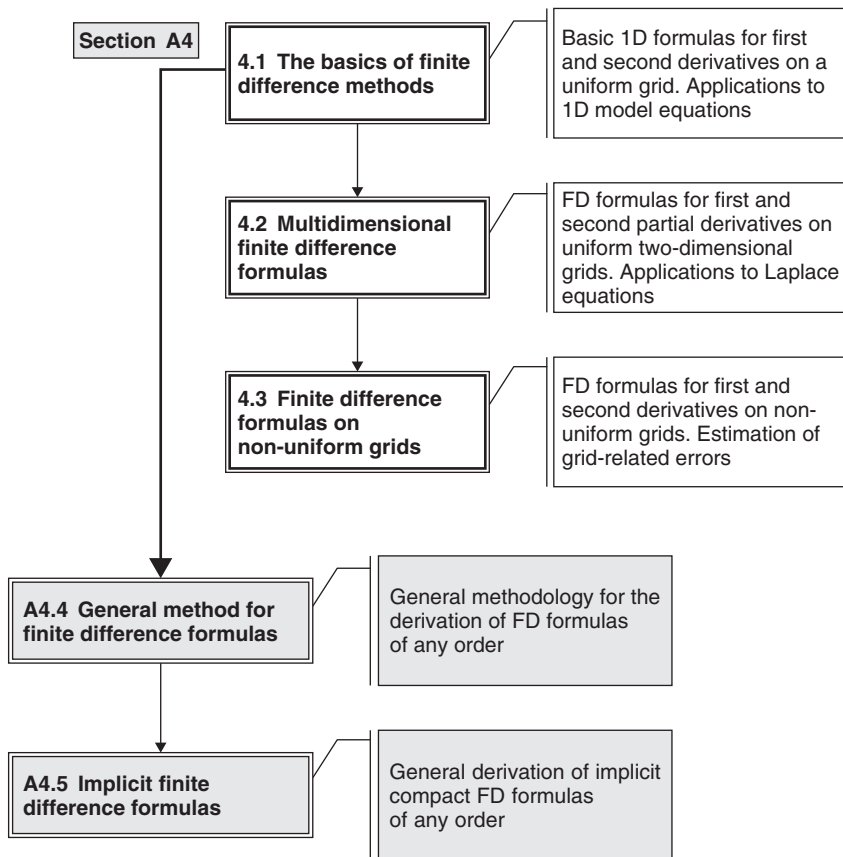 Section A4
4.1 The basics of finite
difference methods
Basic 1D formulas for first
and second derivatives on a
uniform grid. Applications to
1D model equations
4.2 Multidimensional
finite difference
formulas
FD formulas for first and
second partial derivatives on
uniform two-dimensional
grids. Applications to Laplace
equations
4.3 Finite difference
formulas on
non-uniform grids
FD formulas for first and
second derivatives on non-
uniform grids. Estimation of
grid-related errors
A4.4 General method for
finite difference formulas
General methodology for the
derivation of FD formulas
of any order
A4.5 Implicit finite
difference formulas
General derivation of implicit
compact FD formulas
of any order